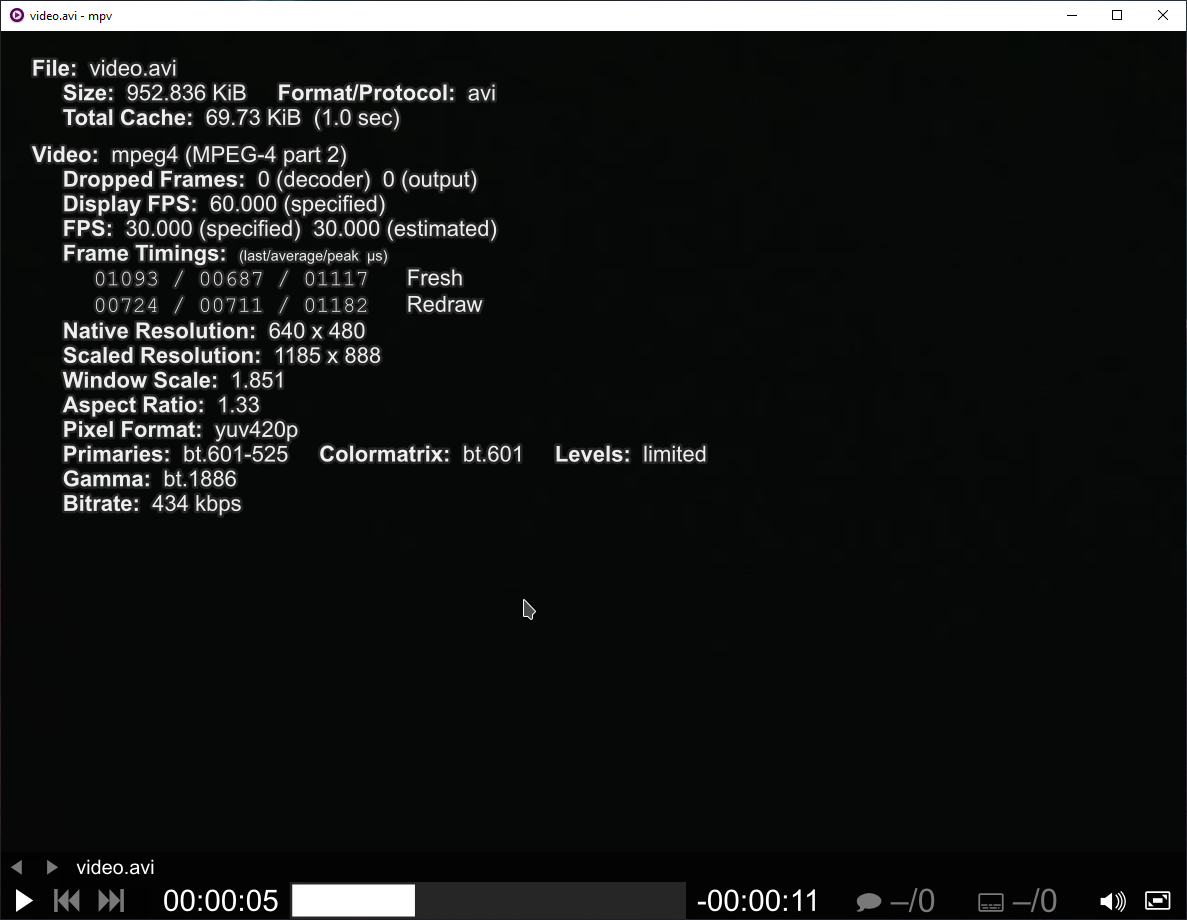 video.avi - mpv
File: video.avi
Size: 952.836 KiB Format/Protocol: avi
Total Cache: 69.73 KiB (1.0 sec)
Video: mpeg4 (MPEG-4 part 2)
Dropped Frames: 0 (decoder) 0 (output)
Display FPS: 60.000 (specified)
FPS: 30.000 (specified) 30.000 (estimated)
Frame Timings: (last/average/peak μs)
01093 / 00687 / 01117 Fresh
00724 / 00711 / 01182 Redraw
Native Resolution: 640 x 480
Scaled Resolution: 1185 x 888
Window Scale: 1.851
Aspect Ratio: 1.33
Pixel Format: yuv420p
Primaries: bt.601-525 Colormatrix: bt.601 Levels: limited
Gamma: bt.1886
Bitrate: 434 kbps
video.avi
00:00:05 -00:00:11 –/0 –/0